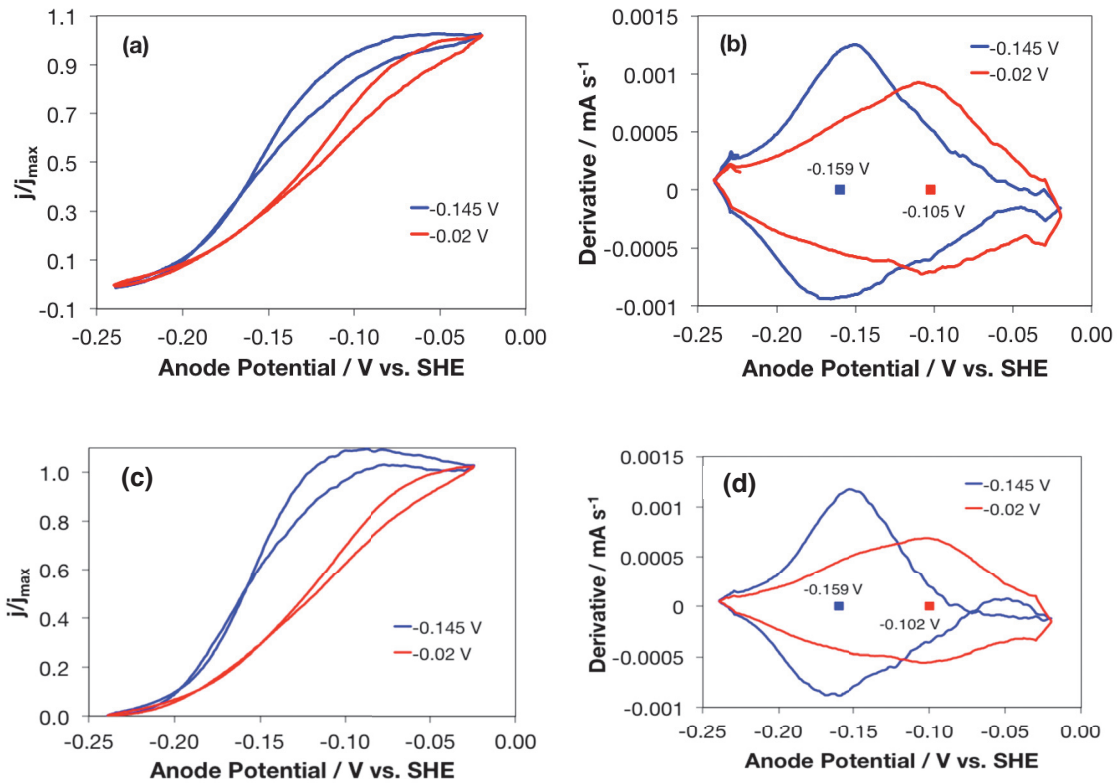 (a)
1.1
0.9
0.7
0.5
0.3
0.1
-0.1
j/jmax
-0.145 V
-0.02 V
-0.25 -0.20 -0.15 -0.10 -0.05 0.00
Anode Potential / V vs. SHE
(b)
0.0015
0.001
0.0005
0
-0.0005
-0.001
Derivative / mA s⁻¹
-0.145 V
-0.02 V
-0.159 V
-0.105 V
-0.25 -0.20 -0.15 -0.10 -0.05 0.00
Anode Potential / V vs. SHE
(c)
1.0
0.8
0.6
0.4
0.2
0.0
j/jmax
-0.145 V
-0.02 V
-0.25 -0.20 -0.15 -0.10 -0.05 0.00
Anode Potential / V vs. SHE
(d)
0.0015
0.001
0.0005
0
-0.0005
-0.001
Derivative / mA s⁻¹
-0.145 V
-0.02 V
-0.159 V
-0.102 V
-0.25 -0.20 -0.15 -0.10 -0.05 0.00
Anode Potential / V vs. SHE